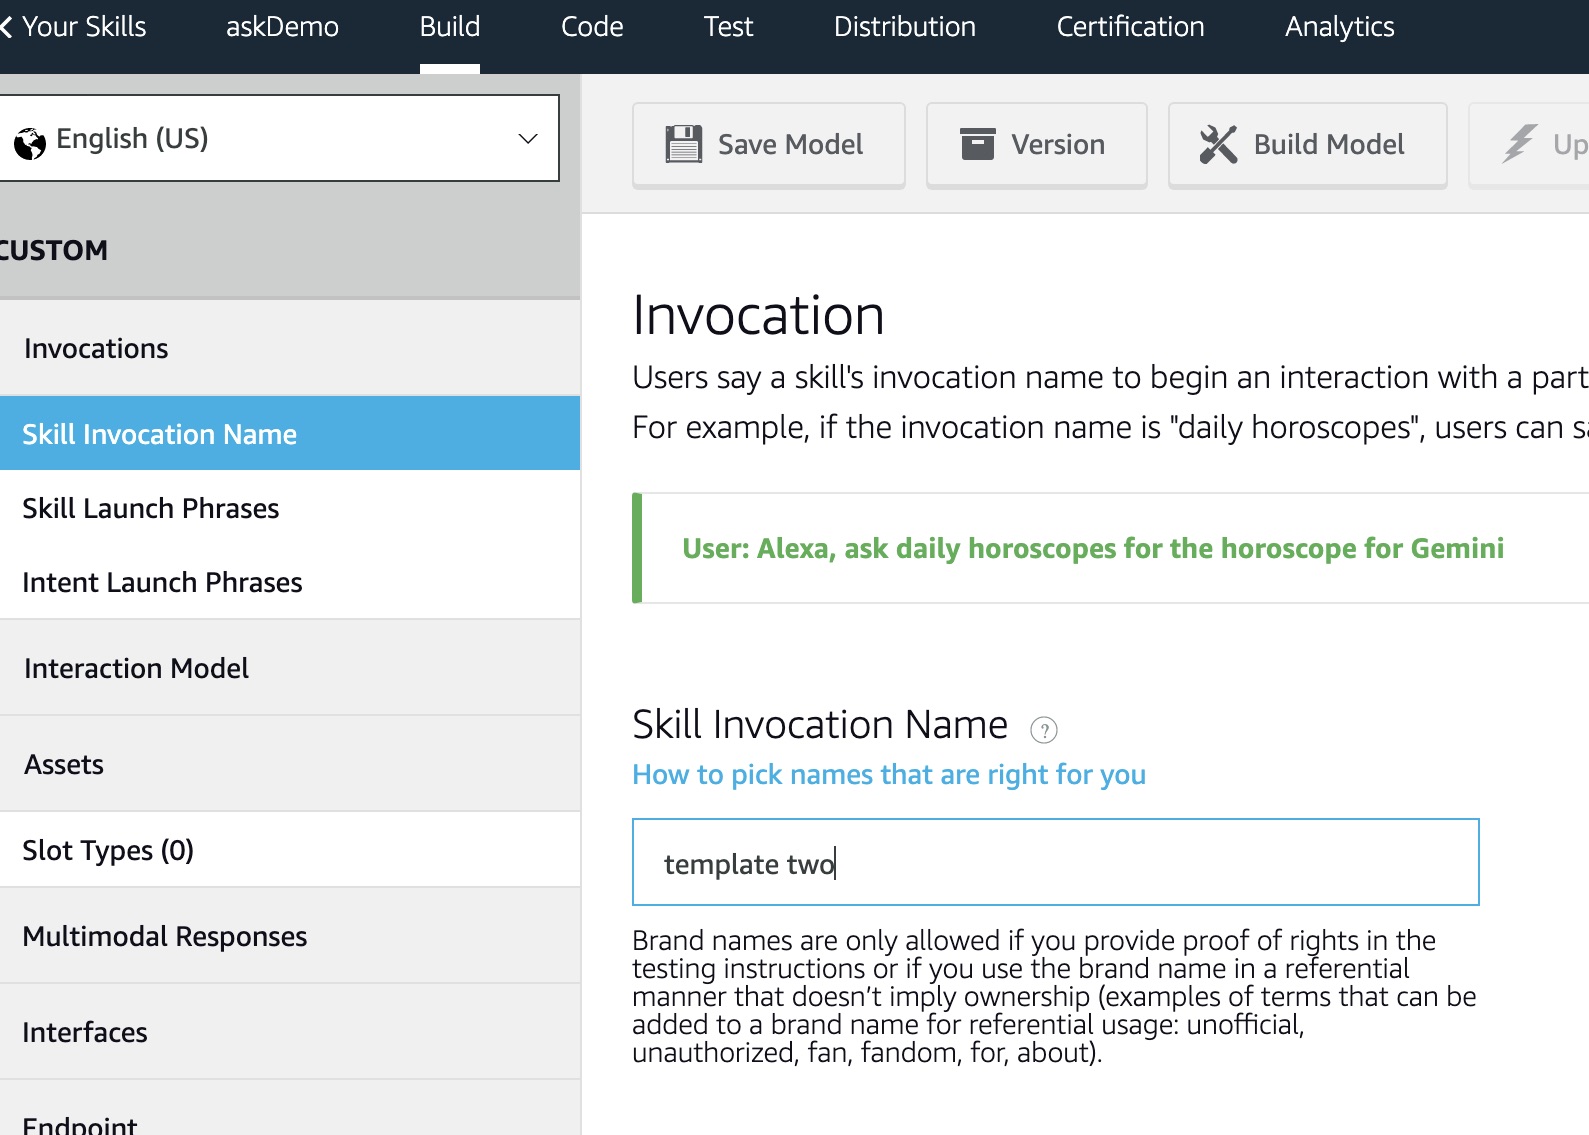 Your Skills askDemo Build Code Test Distribution Certification Analytics
English (US)
Save Model Version Build Model Up
CUSTOM
Invocations
Skill Invocation Name
Skill Launch Phrases
Intent Launch Phrases
Interaction Model
Assets
Slot Types (0)
Multimodal Responses
Interfaces
Endpoint
Invocation
Users say a skill's invocation name to begin an interaction with a part
For example, if the invocation name is "daily horoscopes", users can sa
User: Alexa, ask daily horoscopes for the horoscope for Gemini
Skill Invocation Name ?
How to pick names that are right for you
template two
Brand names are only allowed if you provide proof of rights in the
testing instructions or if you use the brand name in a referential
manner that doesn’t imply ownership (examples of terms that can be
added to a brand name for referential usage: unofficial,
unauthorized, fan, fandom, for, about).